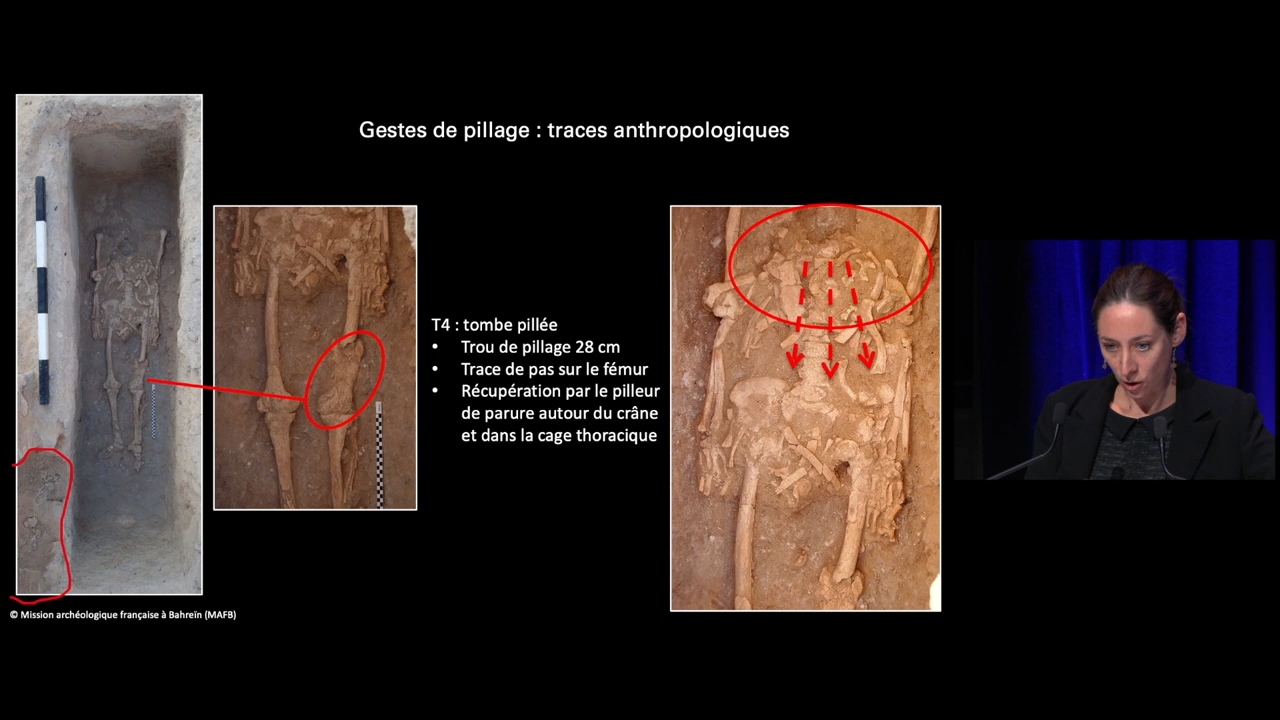 Gestes de pillage : traces anthropologiques
T4 : tombe pillée
• Trou de pillage 28 cm
• Trace de pas sur le fémur
• Récupération par le pilleur
de parure autour du crâne
et dans la cage thoracique
© Mission archéologique française à Bahreïn (MAFB)